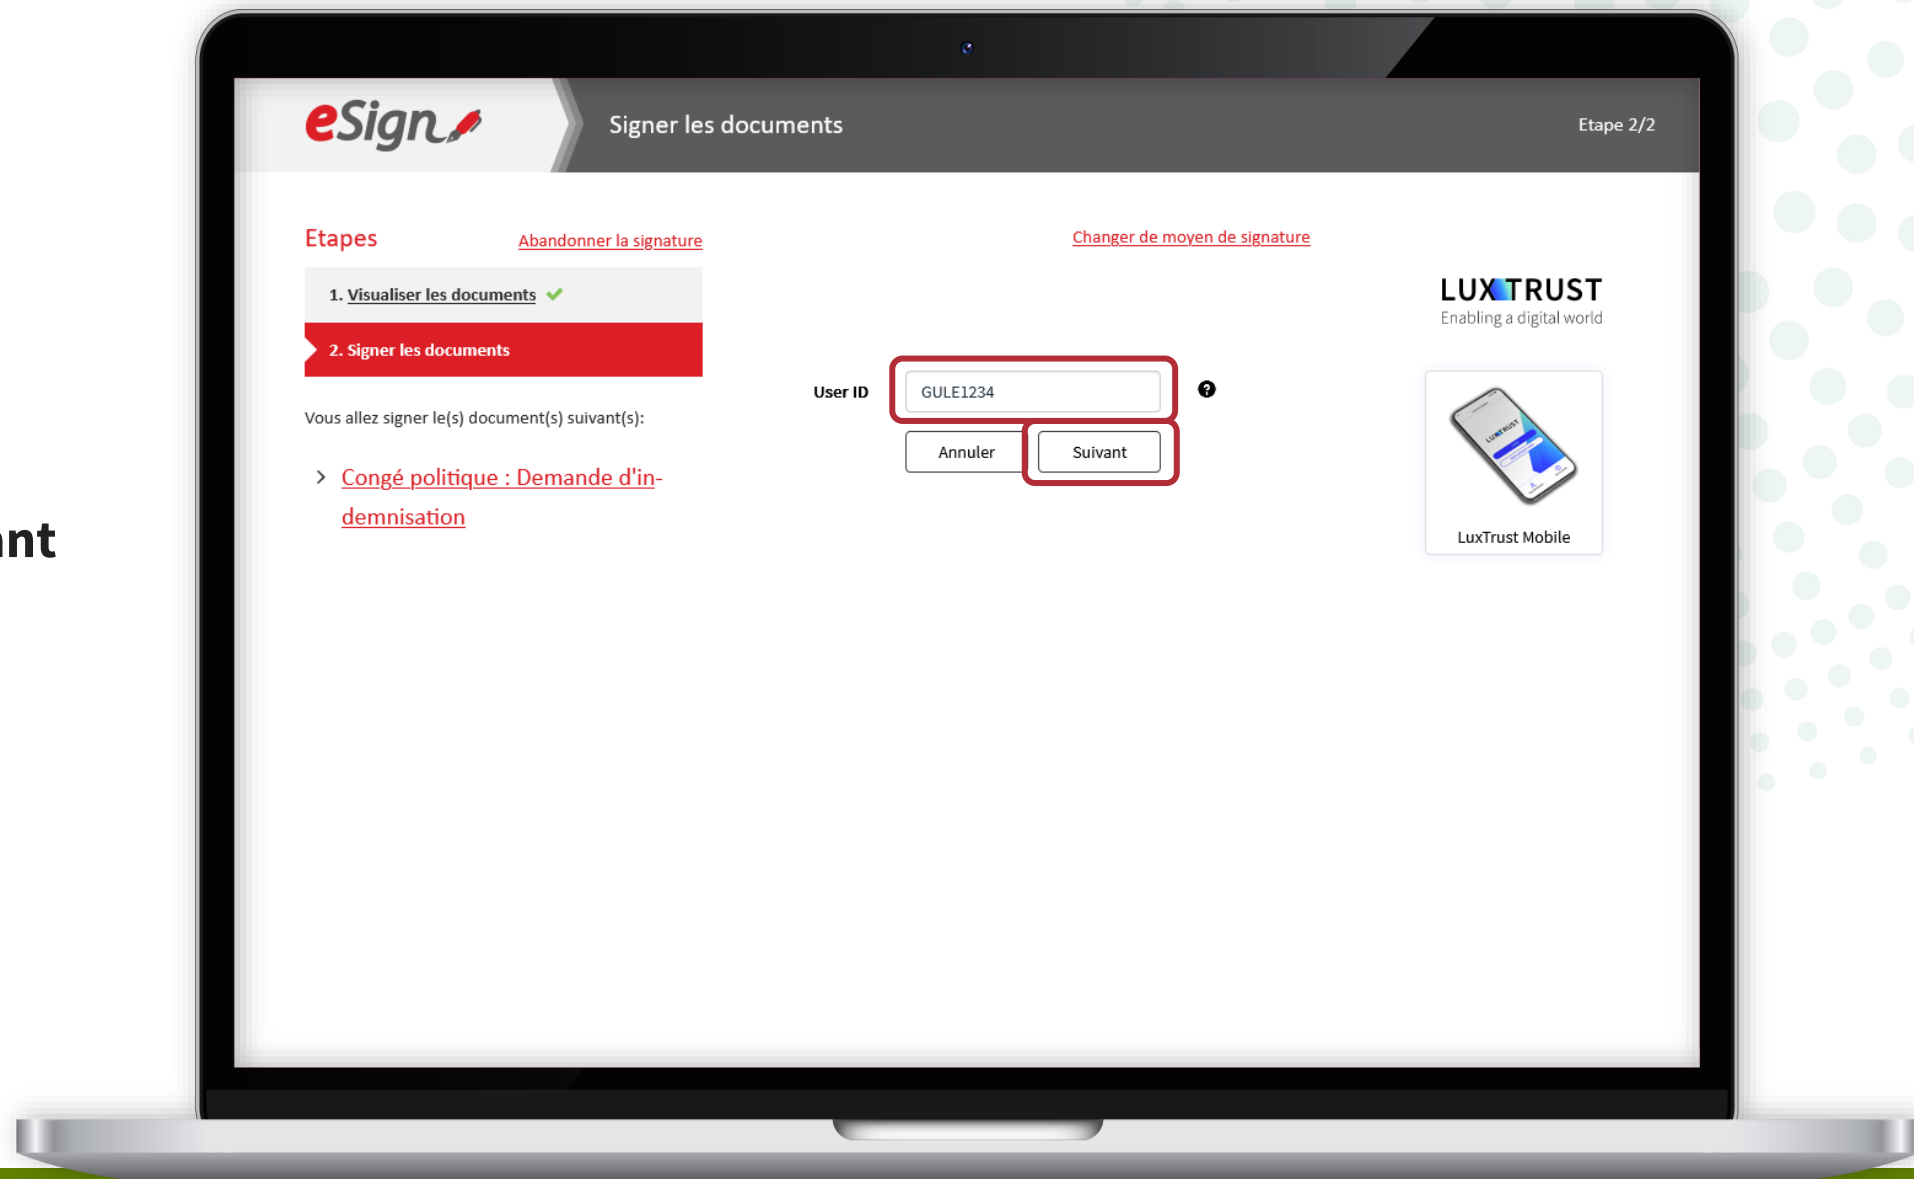 eSign
Signer les documents
Etape 2/2
Etapes
Abandonner la signature
Changer de moyen de signature
1. Visualiser les documents
2. Signer les documents
Vous allez signer le(s) document(s) suivant(s):
> Congé politique : Demande d'in-
demnisation
User ID
GULE1234
?
Annuler
Suivant
LUXTRUST
Enabling a digital world
LUXTRUST
LuxTrust Mobile
ant